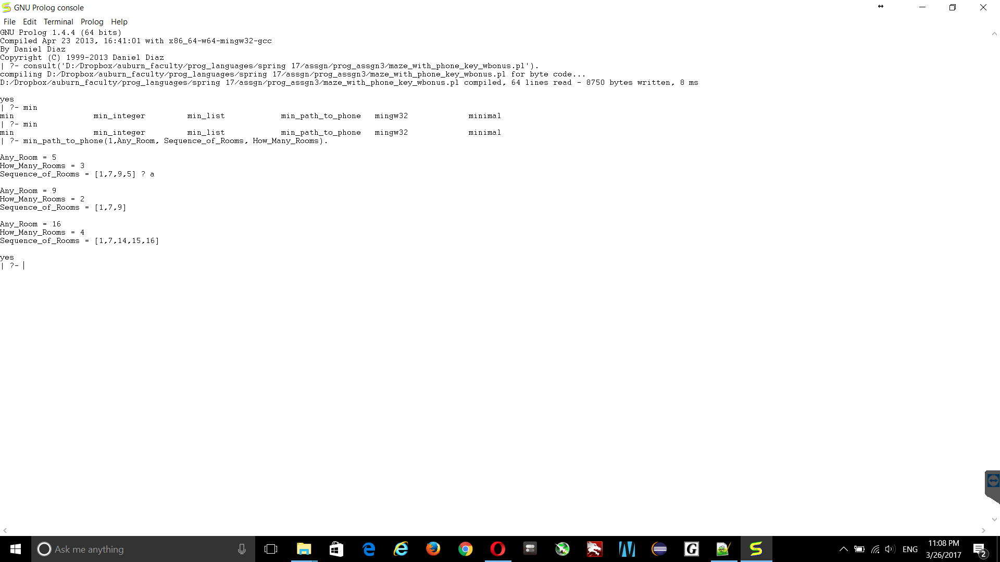 GNU Prolog console
File Edit Terminal Prolog Help
GNU Prolog 1.4.4 (64 bits)
Compiled Apr 23 2013, 16:41:01 with x86_64-w64-mingw32-gcc
By Daniel Diaz
Copyright (C) 1999-2013 Daniel Diaz
| ?- consult('D:/Dropbox/auburn_faculty/prog_languages/spring 17/assgn/prog_assgn3/maze_with_phone_key_wbonus.pl').
compiling D:/Dropbox/auburn_faculty/prog_languages/spring 17/assgn/prog_assgn3/maze_with_phone_key_wbonus.pl for byte code...
D:/Dropbox/auburn_faculty/prog_languages/spring 17/assgn/prog_assgn3/maze_with_phone_key_wbonus.pl compiled, 64 lines read - 8750 bytes written, 8 ms
yes
| ?- min
min min_integer min_list min_path_to_phone mingw32 minimal
| ?- min
min min_integer min_list min_path_to_phone mingw32 minimal
| ?- min_path_to_phone(1,Any_Room, Sequence_of_Rooms, How_Many_Rooms).
Any_Room = 5
How_Many_Rooms = 3
Sequence_of_Rooms = [1,7,9,5] ? a
Any_Room = 9
How_Many_Rooms = 2
Sequence_of_Rooms = [1,7,9]
Any_Room = 16
How_Many_Rooms = 4
Sequence_of_Rooms = [1,7,14,15,16]
yes
| ?-
Ask me anything
ENG
11:08 PM
3/26/2017
2